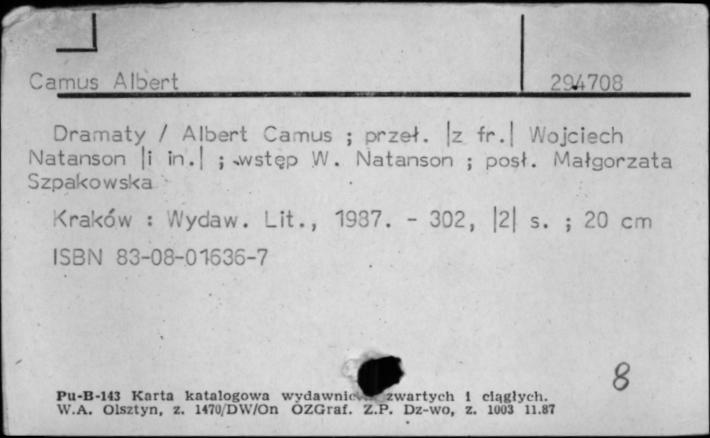 Camus Albert 294708
Dramaty / Albert Camus ; przeł. |z fr.| Wojciech
Natanson |i in.| ; wstęp W. Natanson ; posł. Małgorzata
Szpakowska
Kraków : Wydaw. Lit., 1987. - 302, |2| s. ; 20 cm
ISBN 83-08-01636-7
8
Pu-B-143 Karta katalogowa zwartych i ciągłych.
W.A. Olsztyn, z. 1470/DW/On OZGraf. Z.P. Dz-wo, z. 1003 11.87